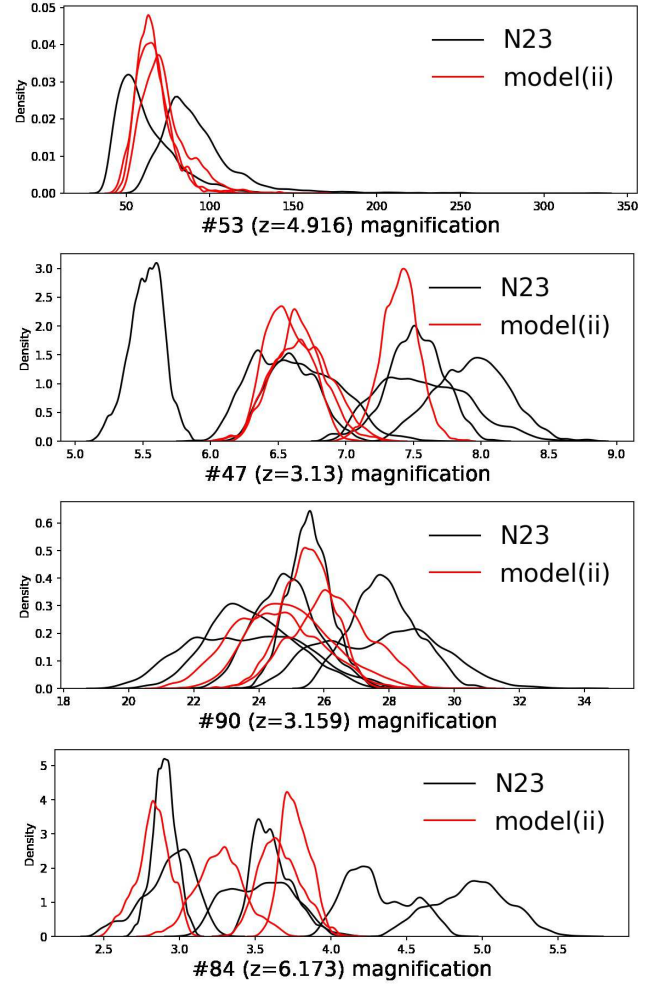 0.05
0.04
0.03
0.02
0.01
0.00
Density
N23
model(ii)
50 100 150 200 250 300 350
#53 (z=4.916) magnification
3.0
2.5
2.0
1.5
1.0
0.5
0.0
Density
N23
model(ii)
5.0 5.5 6.0 6.5 7.0 7.5 8.0 8.5 9.0
#47 (z=3.13) magnification
0.6
0.5
0.4
0.3
0.2
0.1
0.0
Density
N23
model(ii)
18 20 22 24 26 28 30 32 34
#90 (z=3.159) magnification
5
4
3
2
1
0
Density
N23
model(ii)
2.5 3.0 3.5 4.0 4.5 5.0 5.5
#84 (z=6.173) magnification